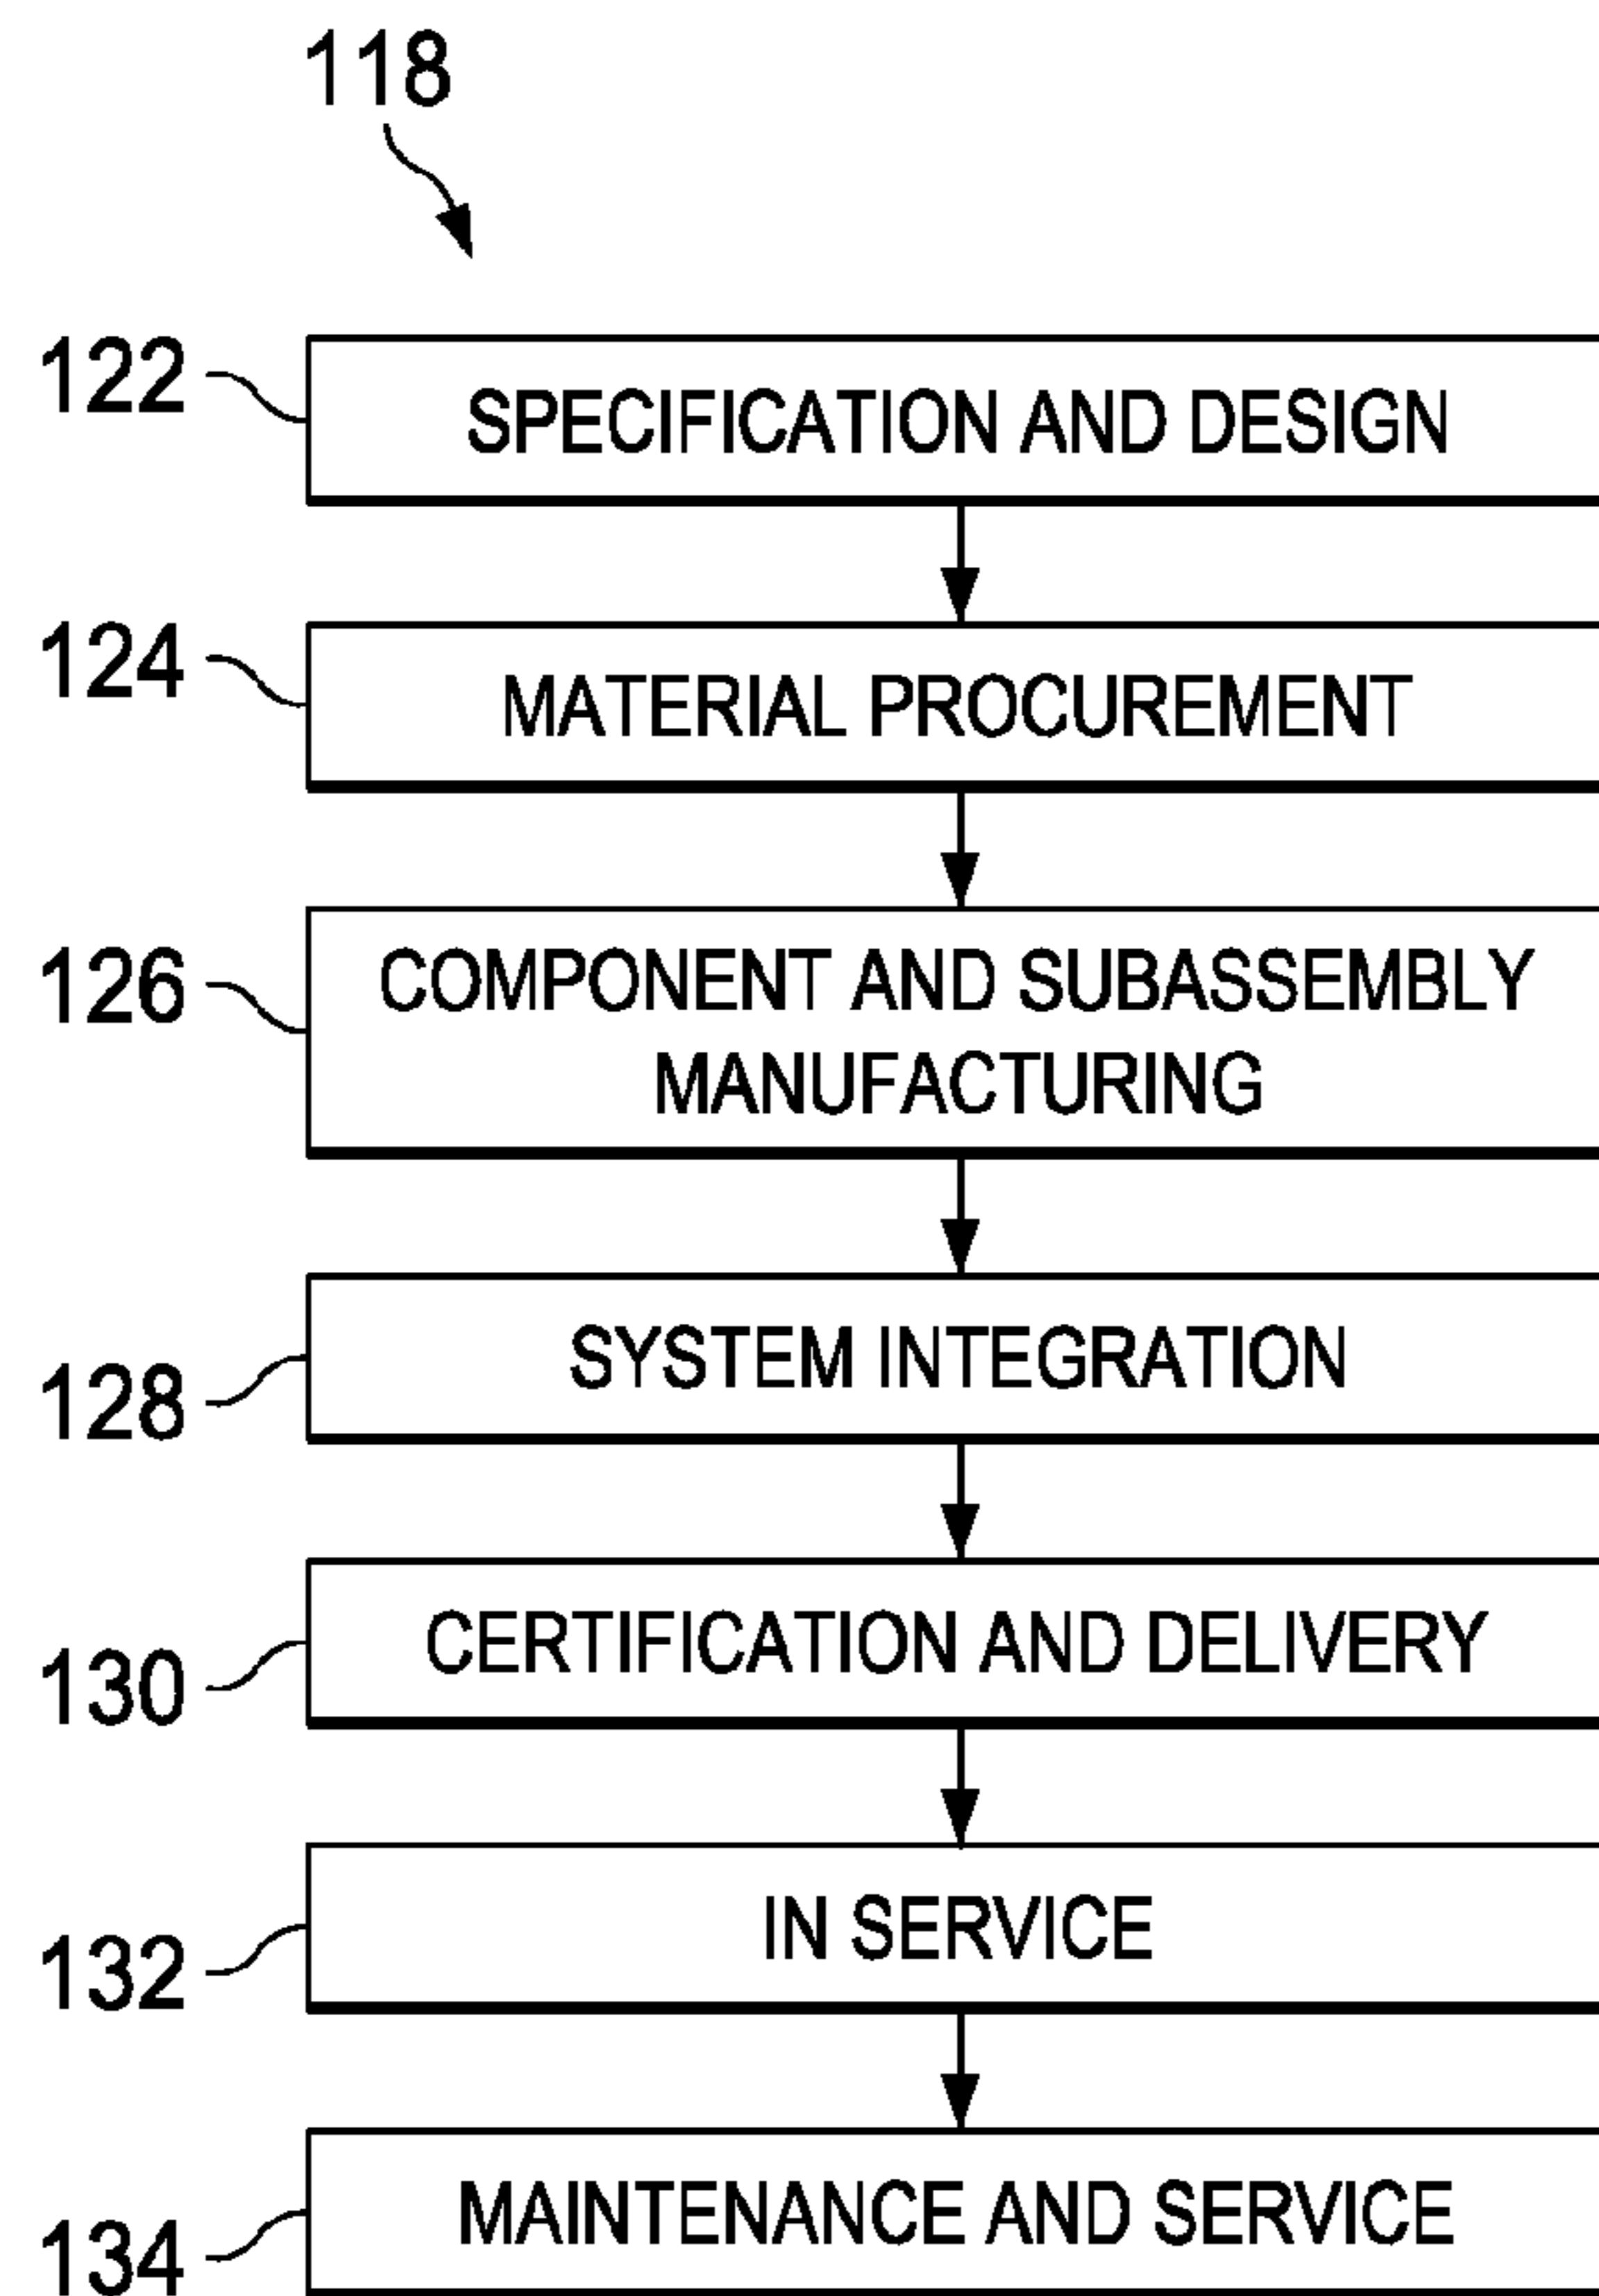 118
122
SPECIFICATION AND DESIGN
124
MATERIAL PROCUREMENT
126
COMPONENT AND SUBASSEMBLY
MANUFACTURING
SYSTEM INTEGRATION
128
CERTIFICATION AND DELIVERY
130
IN SERVICE
132
MAINTENANCE AND SERVICE
134